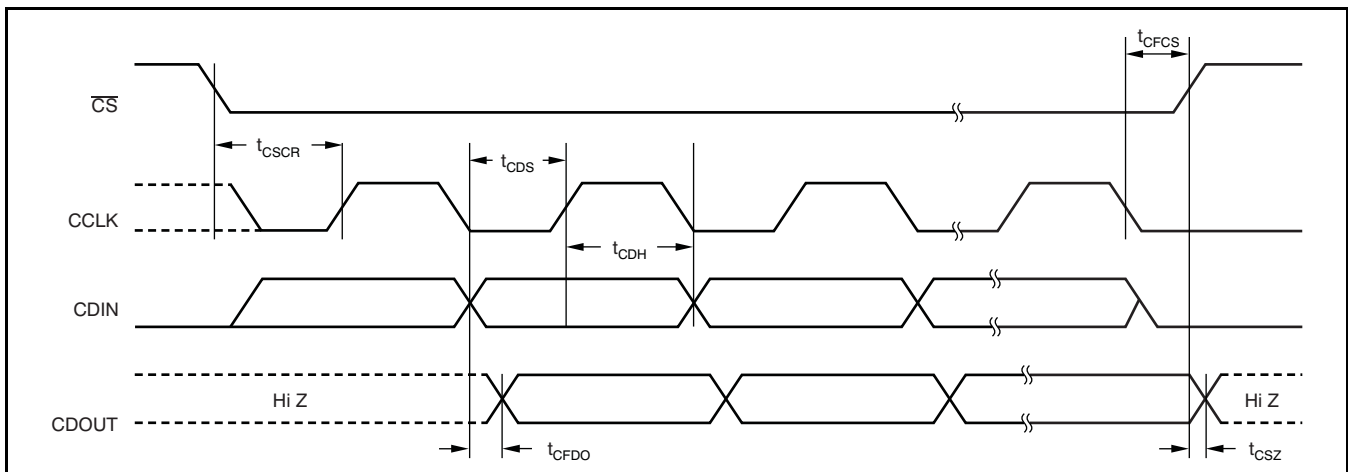 tCFCS
CS
tCSCR
tCDS
CCLK
tCDH
CDIN
Hi Z
Hi Z
CDOUT
tCFDO
tCSZ